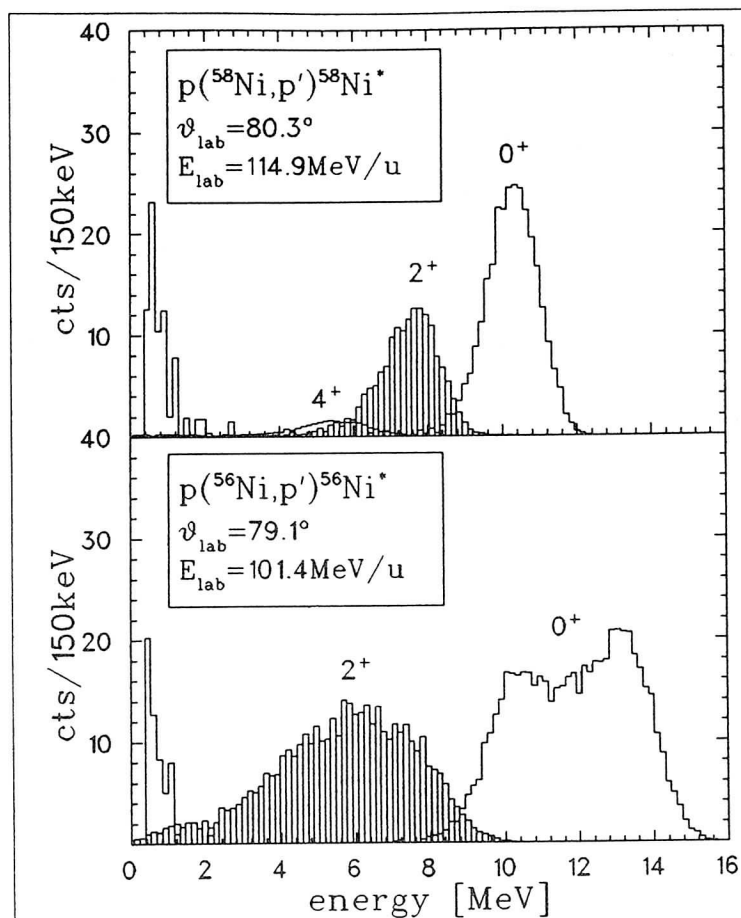 40
p(⁵⁸Ni,p')⁵⁸Ni*
ϑlab=80.3°
Elab=114.9MeV/u
0⁺
30
cts/150keV
20
2⁺
10
4⁺
40
p(⁵⁶Ni,p')⁵⁶Ni*
ϑlab=79.1°
Elab=101.4MeV/u
30
cts/150keV
0⁺
20
2⁺
10
0 2 4 6 8 10 12 14 16
energy [MeV]